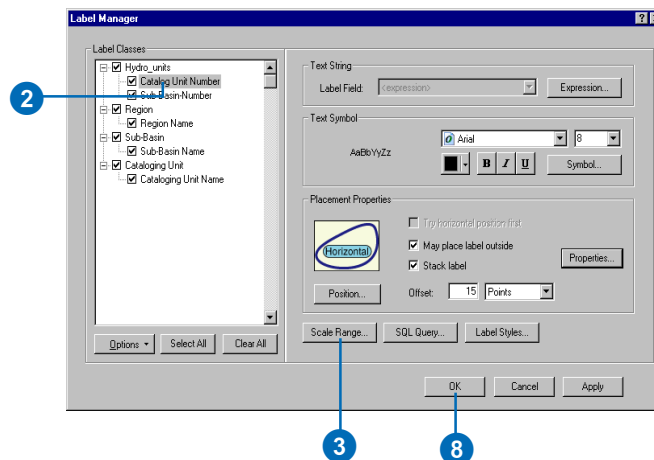 Label Manager
Label Classes
Hydro_units
Catalog Unit Number
Sub-Basin-Number
Region
Region Name
Sub-Basin
Sub-Basin Name
Cataloging Unit
Cataloging Unit Name
Options
Select All
Clear All
Text String
Label Field:
<expression>
Expression...
Text Symbol
AaBbYyZz
Arial
8
B I U
Symbol...
Placement Properties
Horizontal
Try horizontal position first
May place label outside
Stack label
Properties...
Position...
Offset:
15
Points
Scale Range...
SQL Query...
Label Styles...
OK
Cancel
Apply
2
3
8